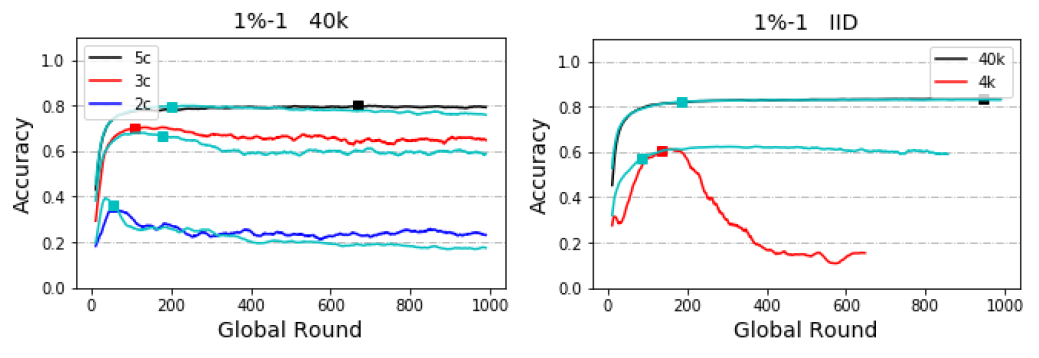 1%-1 40k
Accuracy
1.0
0.8
0.6
0.4
0.2
0.0
5c
3c
2c
0 200 400 600 800 1000
Global Round
1%-1 IID
Accuracy
1.0
0.8
0.6
0.4
0.2
0.0
40k
4k
0 200 400 600 800 1000
Global Round